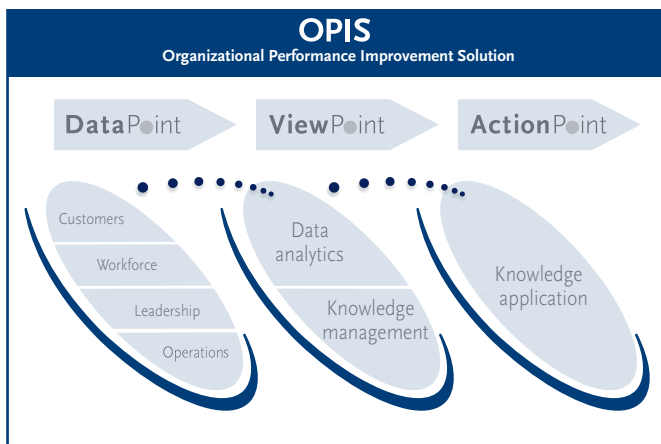 OPIS
Organizational Performance Improvement Solution
DataPoint
ViewPoint
ActionPoint
Customers
Workforce
Leadership
Operations
Data
analytics
Knowledge
management
Knowledge
application